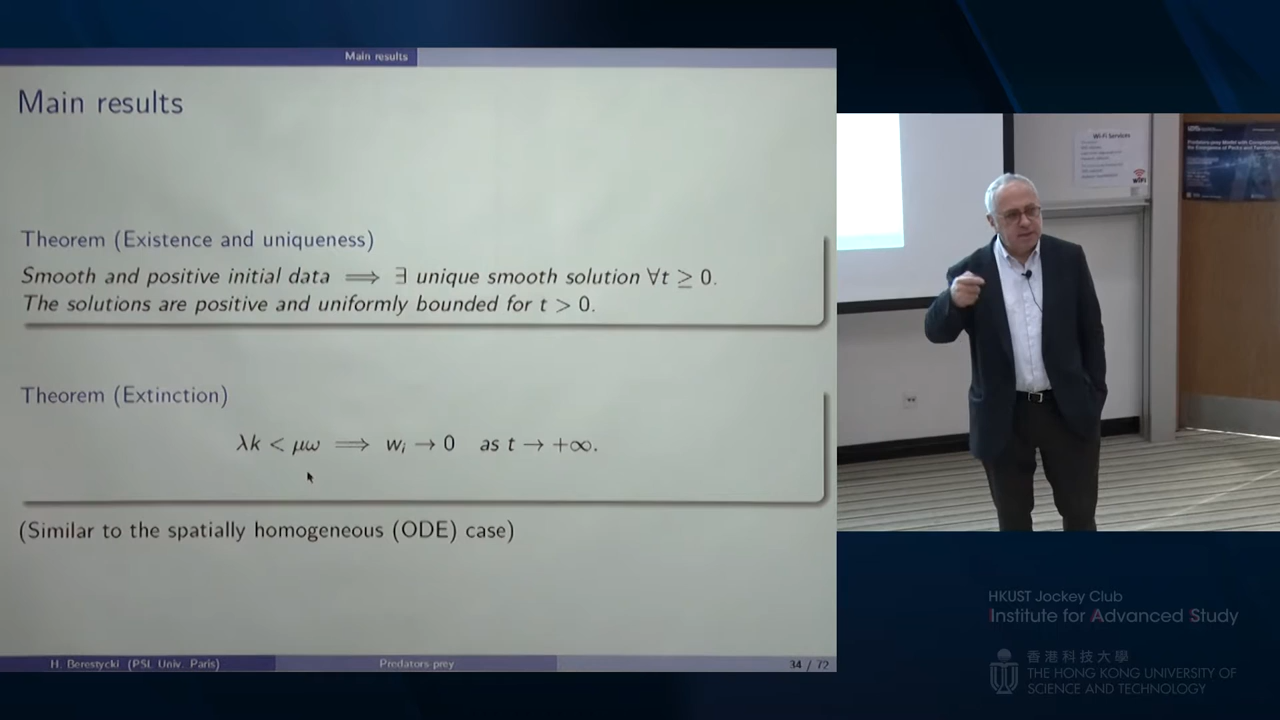 Main results
Main results
Theorem (Existence and uniqueness)
Smooth and positive initial data ⟹ ∃ unique smooth solution ∀t ≥ 0.
The solutions are positive and uniformly bounded for t > 0.
Theorem (Extinction)
λk < μω ⟹ wᵢ → 0 as t → +∞.
(Similar to the spatially homogeneous (ODE) case)
H. Berestycki (PSL Univ. Paris)
Predators-prey
34 / 72
Wi-Fi Services
WiFi
HKUST Jockey Club
Institute for Advanced Study
香港科技大學
THE HONG KONG UNIVERSITY OF
SCIENCE AND TECHNOLOGY